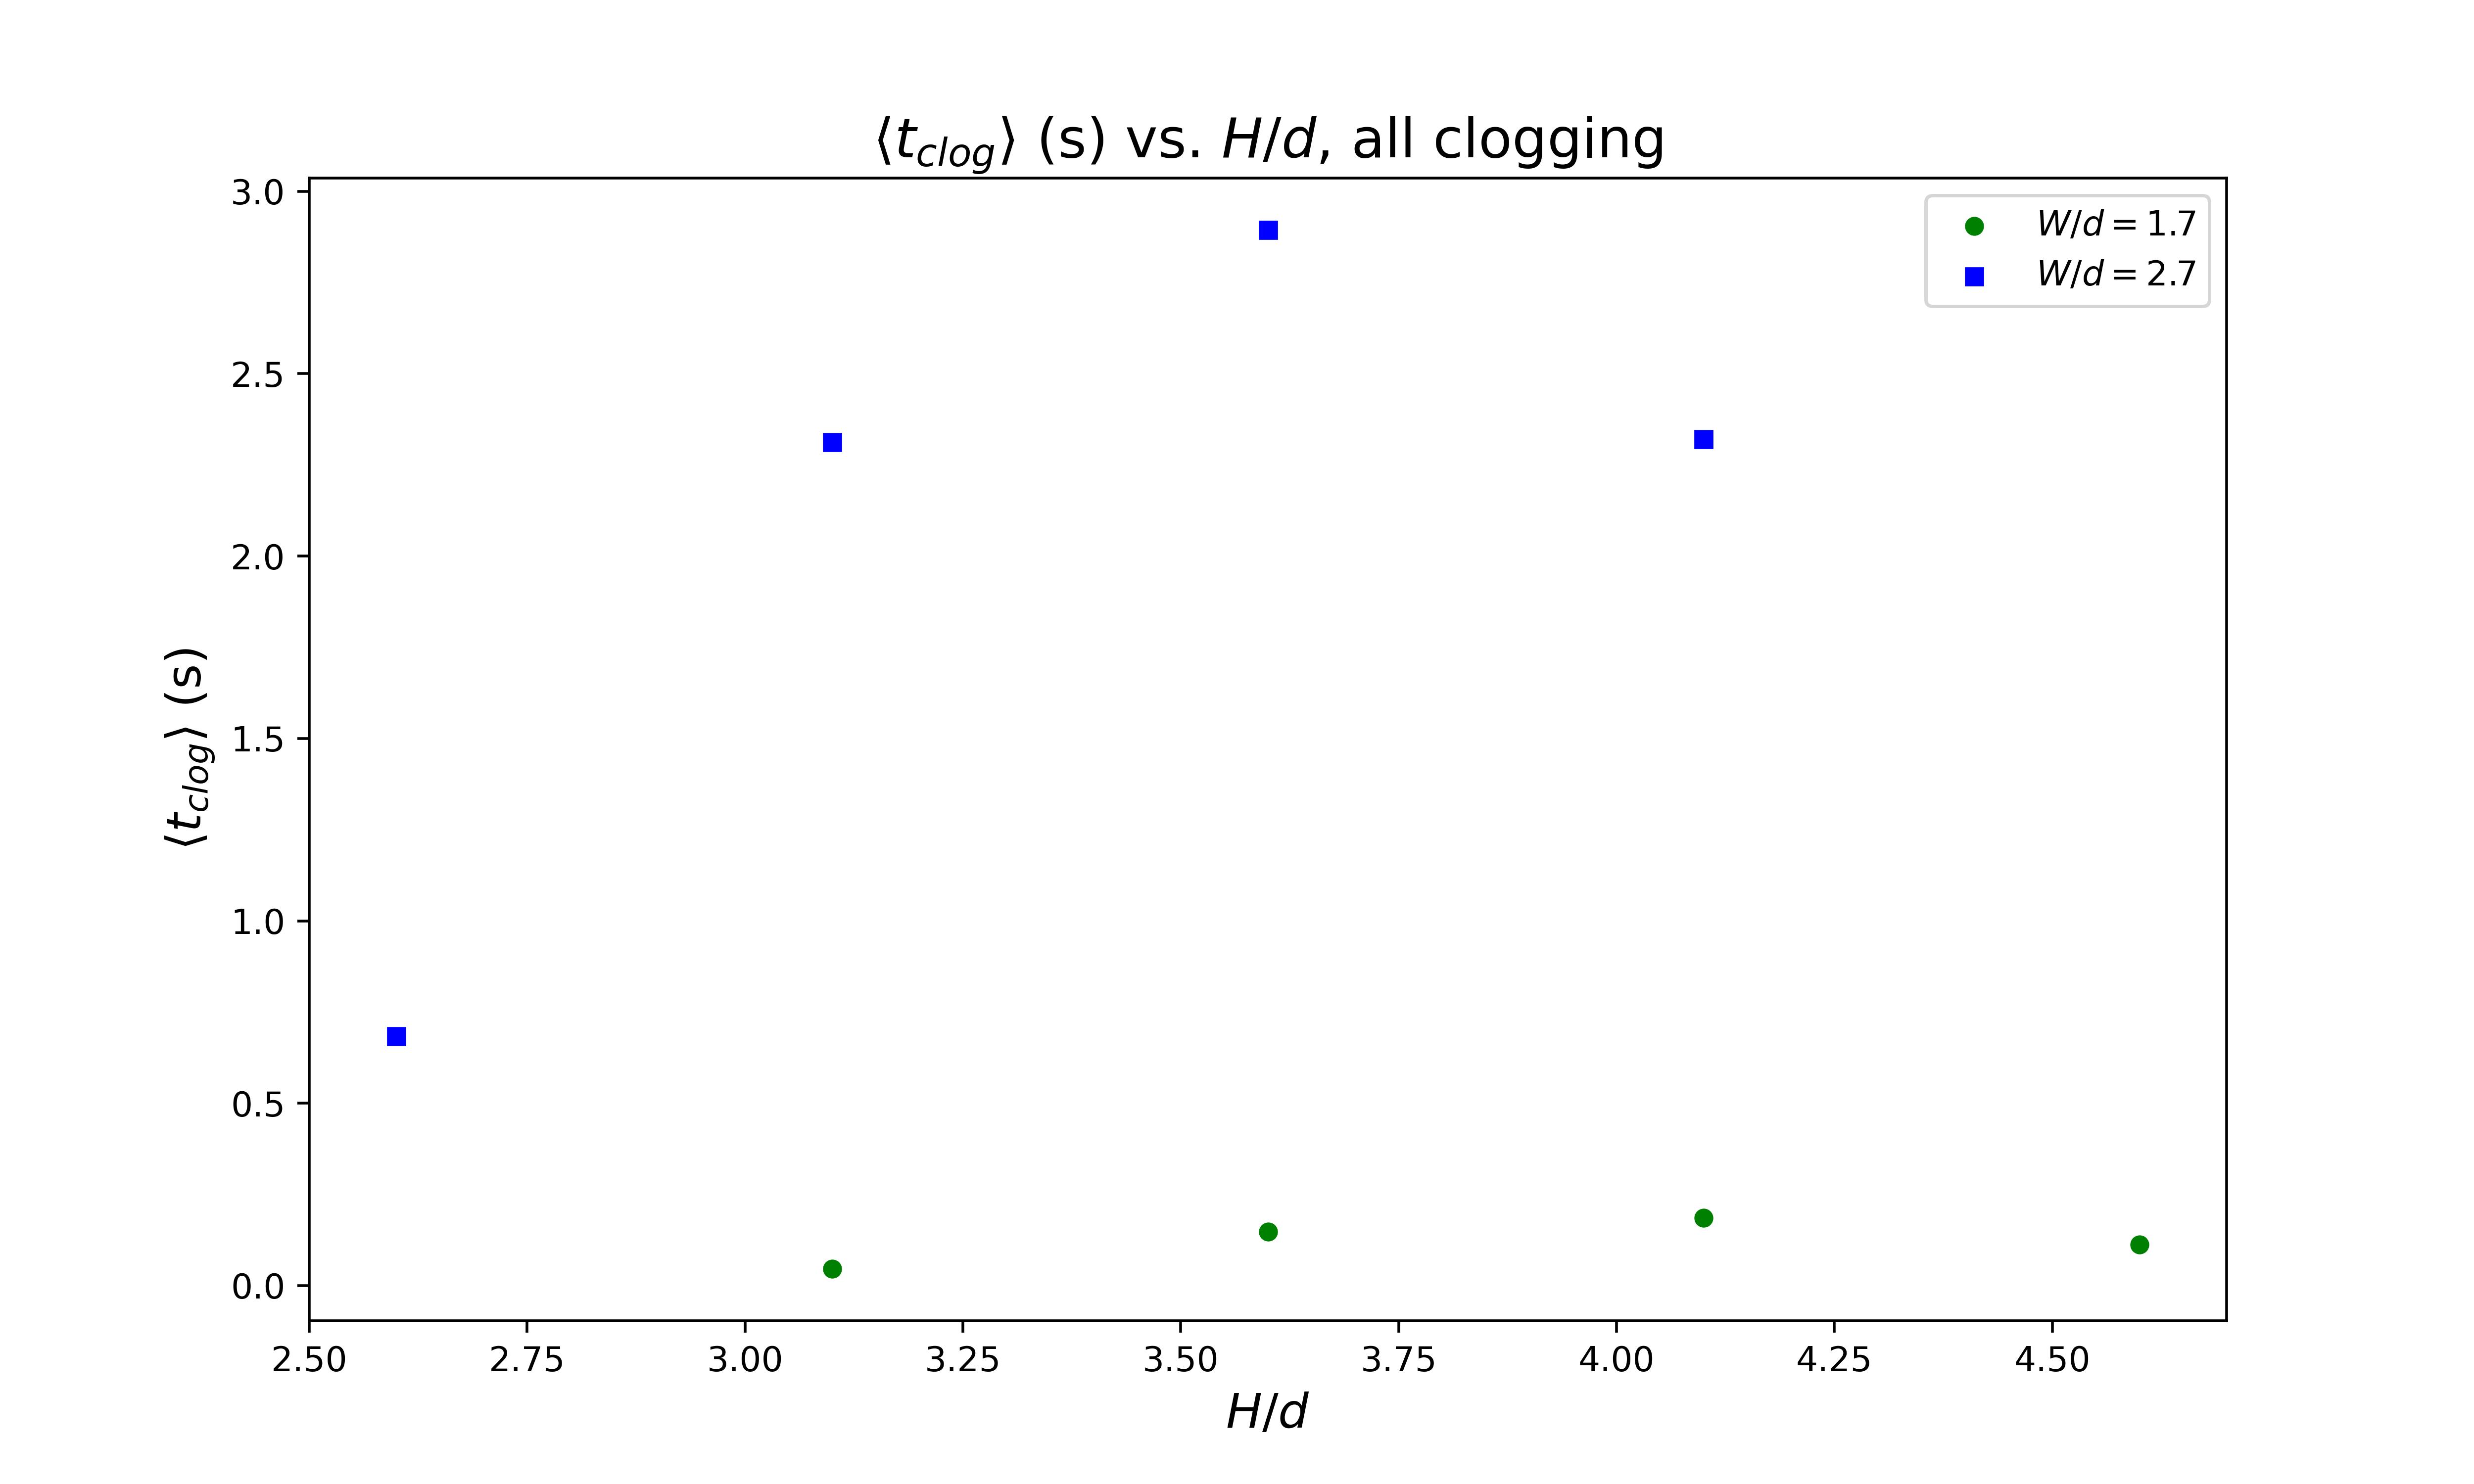 ⟨t_clog⟩ (s) vs. H/d, all clogging
W/d = 1.7
W/d = 2.7
⟨t_clog⟩ (s)
3.0
2.5
2.0
1.5
1.0
0.5
0.0
2.50 2.75 3.00 3.25 3.50 3.75 4.00 4.25 4.50
H/d